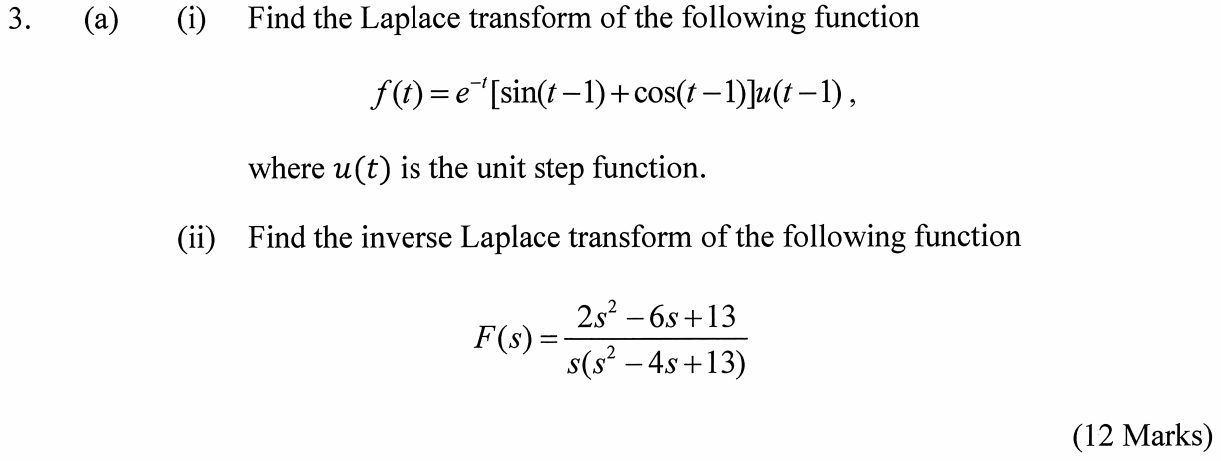 3. (a) (i) Find the Laplace transform of the following function
f(t) = e^{-t}[sin(t-1)+cos(t-1)]u(t-1),
where u(t) is the unit step function.
(ii) Find the inverse Laplace transform of the following function
F(s) = \frac{2s^2 - 6s + 13}{s(s^2 - 4s + 13)}
(12 Marks)